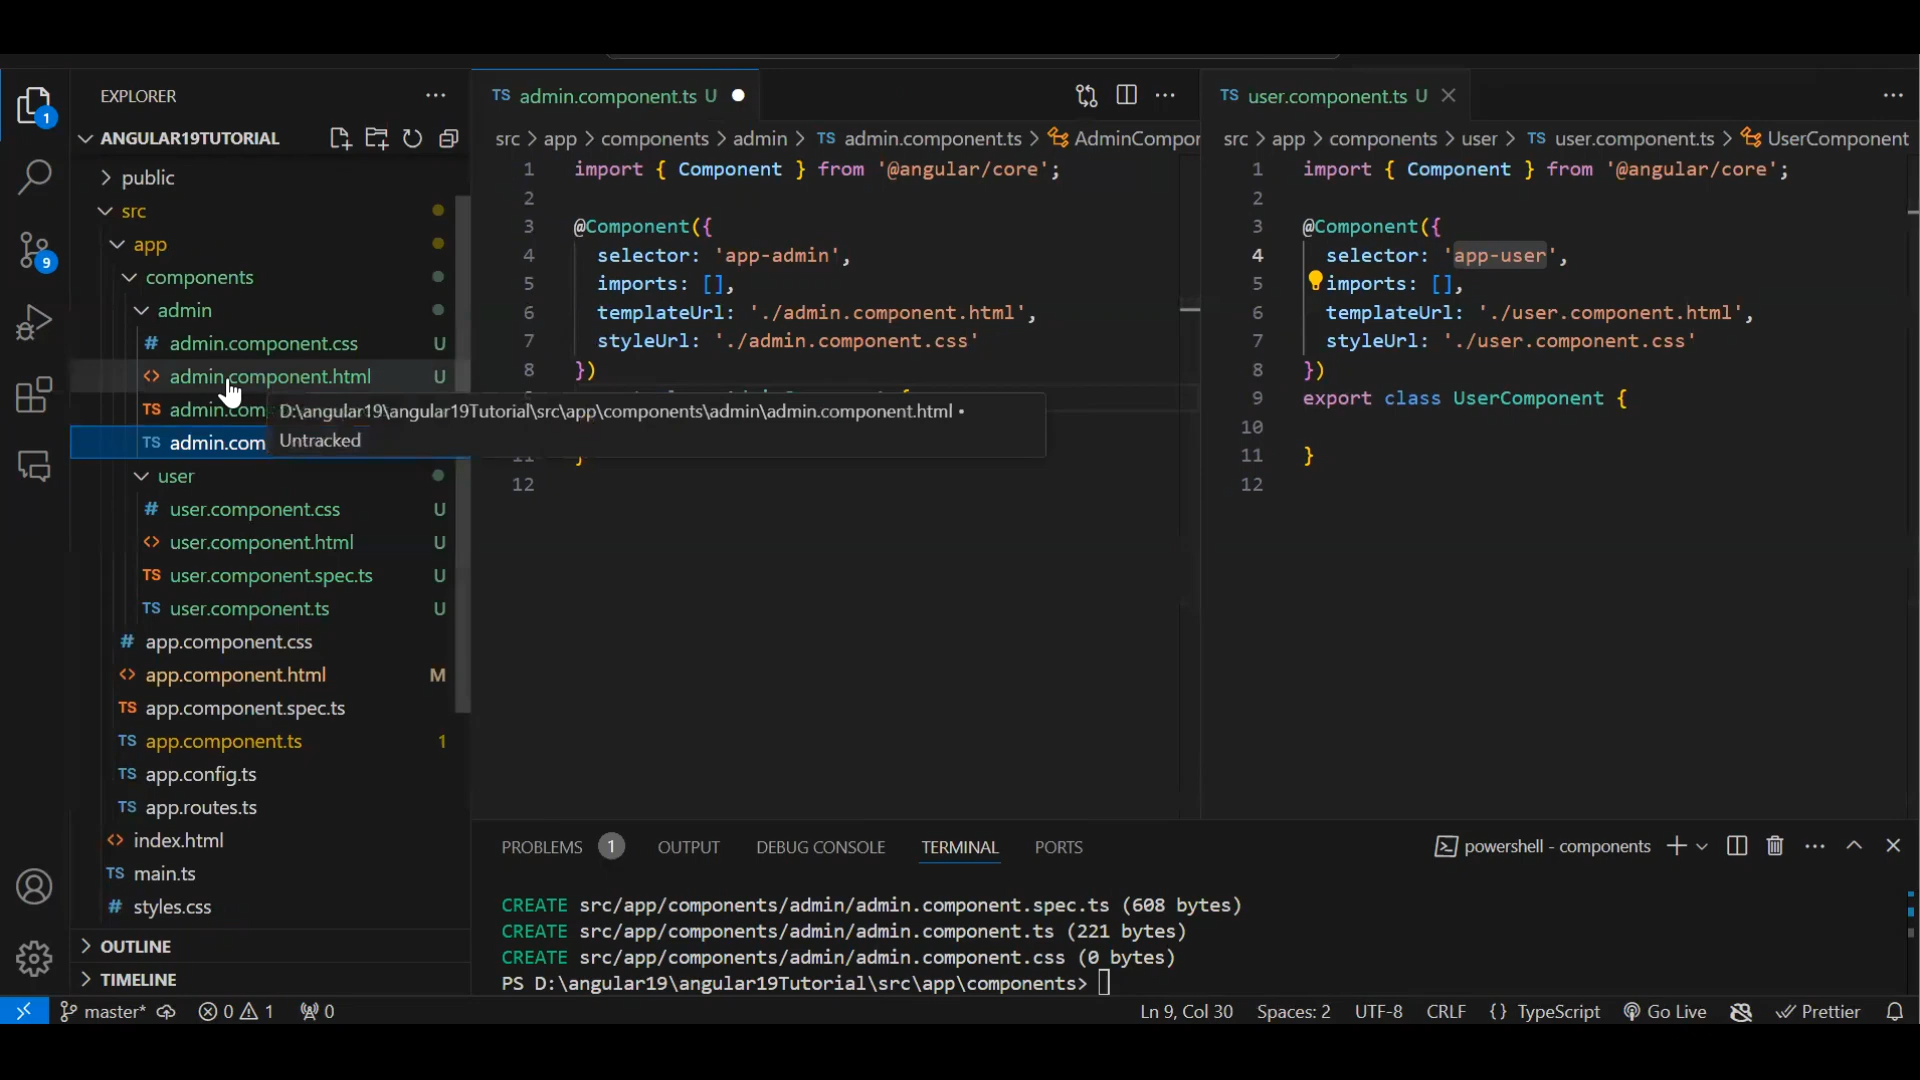 EXPLORER
ANGULAR19TUTORIAL
public
src
app
components
admin
admin.component.css U
admin.component.html U
admin.com
admin.com
user
user.component.css U
user.component.html U
user.component.spec.ts U
user.component.ts U
app.component.css
app.component.html M
app.component.spec.ts
app.component.ts 1
app.config.ts
app.routes.ts
index.html
main.ts
styles.css
OUTLINE
TIMELINE
1
9
D:\angular19\angular19Tutorial\src\app\components\admin\admin.component.html •
Untracked
TS admin.component.ts U
src > app > components > admin > TS admin.component.ts > AdminCompor
1 import { Component } from '@angular/core';
2
3 @Component({
4 selector: 'app-admin',
5 imports: [],
6 templateUrl: './admin.component.html',
7 styleUrl: './admin.component.css'
8 })
11 }
12
TS user.component.ts U
src > app > components > user > TS user.component.ts > UserComponent
1 import { Component } from '@angular/core';
2
3 @Component({
4 selector: 'app-user',
5 imports: [],
6 templateUrl: './user.component.html',
7 styleUrl: './user.component.css'
8 })
9 export class UserComponent {
10
11 }
12
PROBLEMS 1 OUTPUT DEBUG CONSOLE TERMINAL PORTS
powershell - components
CREATE src/app/components/admin/admin.component.spec.ts (608 bytes)
CREATE src/app/components/admin/admin.component.ts (221 bytes)
CREATE src/app/components/admin/admin.component.css (0 bytes)
PS D:\angular19\angular19Tutorial\src\app\components>
master* 0 1 0 Ln 9, Col 30 Spaces: 2 UTF-8 CRLF {} TypeScript Go Live Prettier